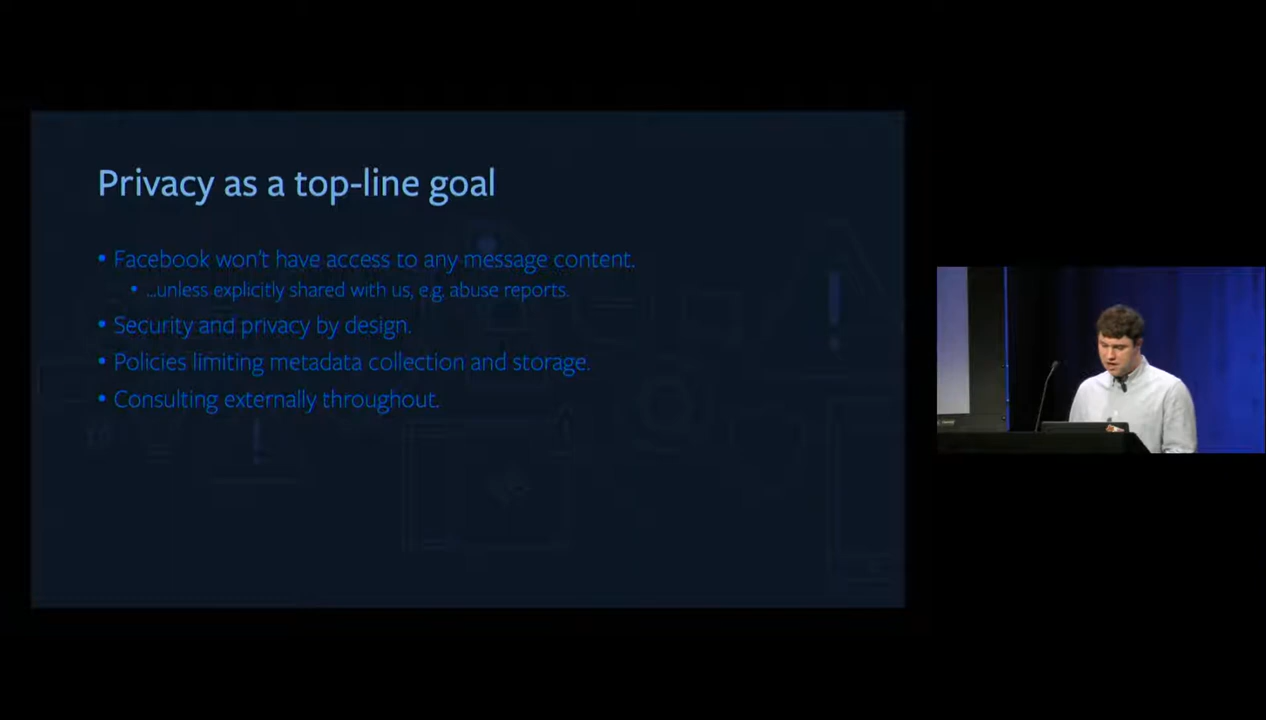 Privacy as a top-line goal
• Facebook won't have access to any message content.
• ...unless explicitly shared with us, e.g. abuse reports.
• Security and privacy by design.
• Policies limiting metadata collection and storage.
• Consulting externally throughout.